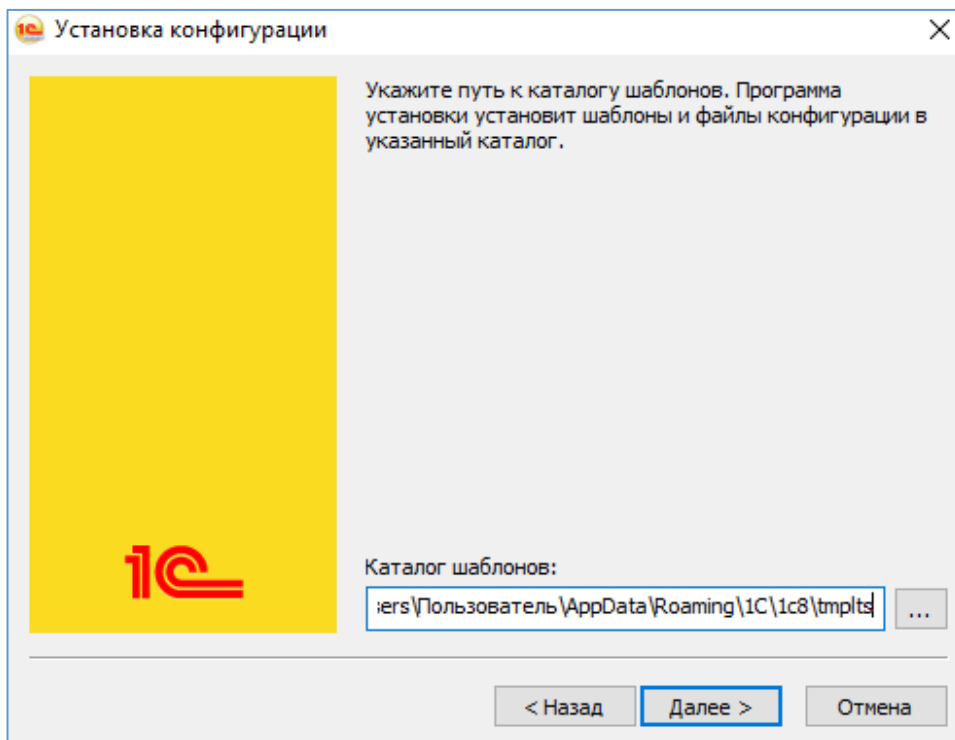 Установка конфигурации
Укажите путь к каталогу шаблонов. Программа
установки установит шаблоны и файлы конфигурации в
указанный каталог.
1С
Каталог шаблонов:
sers\Пользователь\AppData\Roaming\1C\1c8\tmplts
...
< Назад
Далее >
Отмена